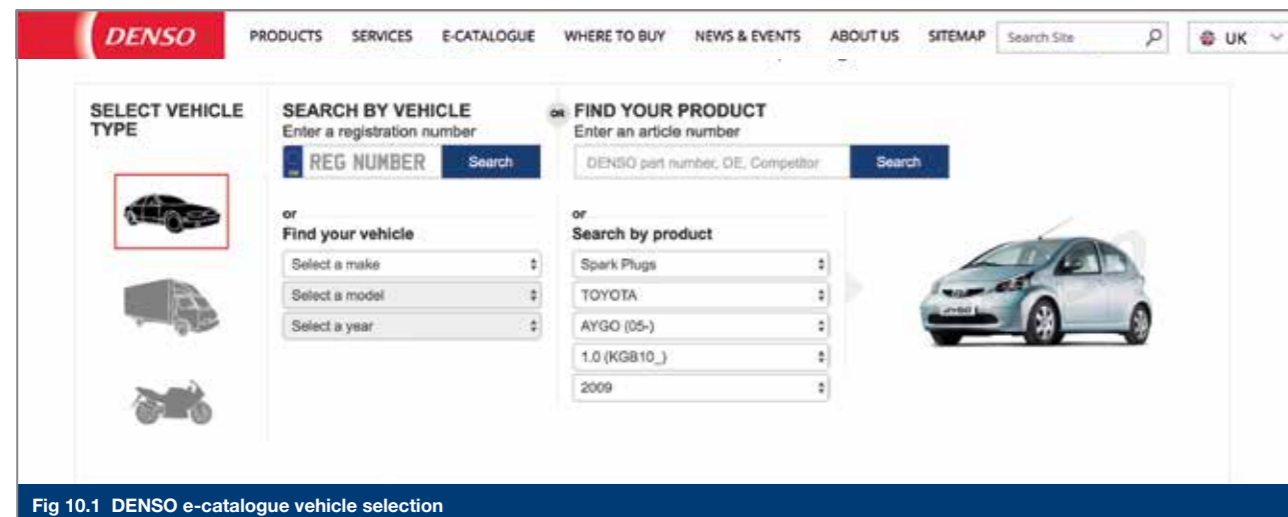 DENSO
PRODUCTS SERVICES E-CATALOGUE WHERE TO BUY NEWS & EVENTS ABOUT US SITEMAP Search Site UK
SELECT VEHICLE
TYPE
SEARCH BY VEHICLE
Enter a registration number
REG NUMBER Search
or
Find your vehicle
Select a make
Select a model
Select a year
OR
FIND YOUR PRODUCT
Enter an article number
DENSO part number, OE, Competitor Search
or
Search by product
Spark Plugs
TOYOTA
AYGO (05-)
1.0 (KGB10_)
2009
Fig 10.1 DENSO e-catalogue vehicle selection